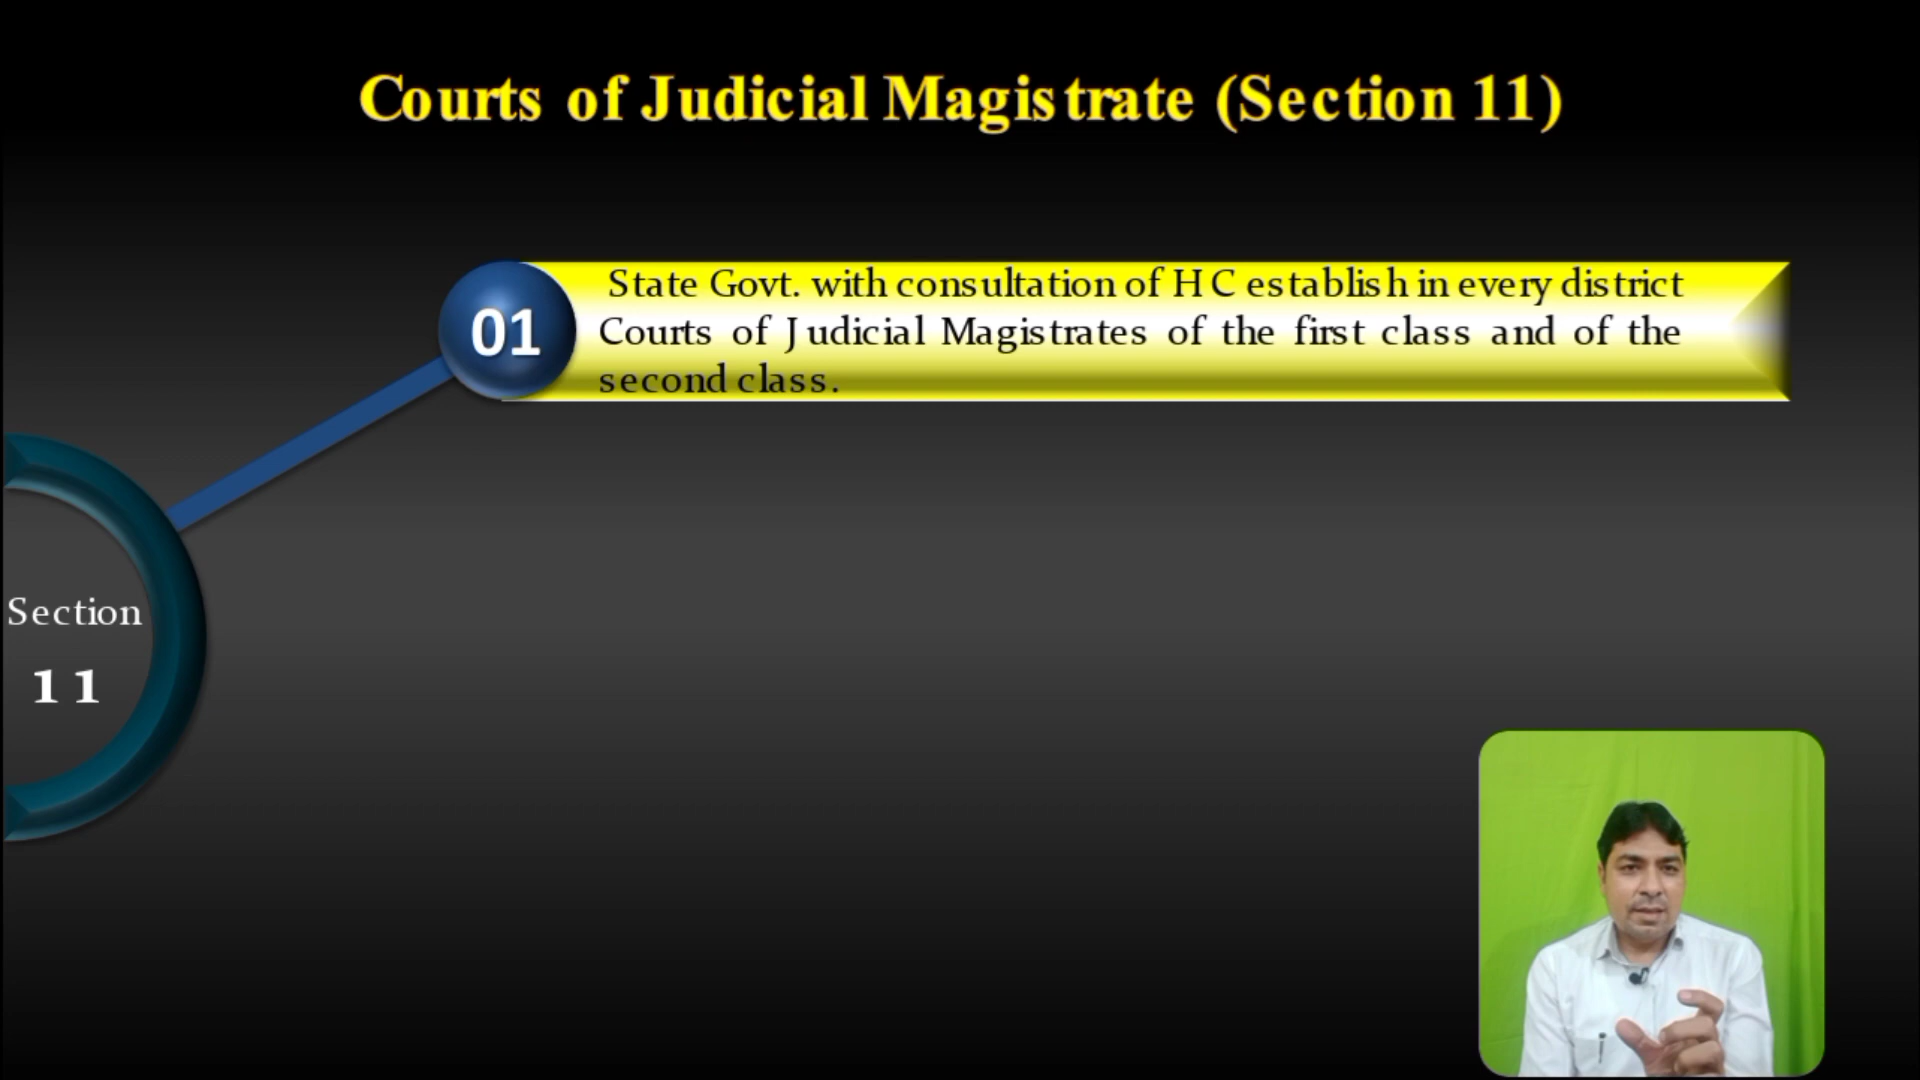 Courts of Judicial Magistrate (Section 11)
01
State Govt. with consultation of HC establish in every district
Courts of Judicial Magistrates of the first class and of the
second class.
Section
11